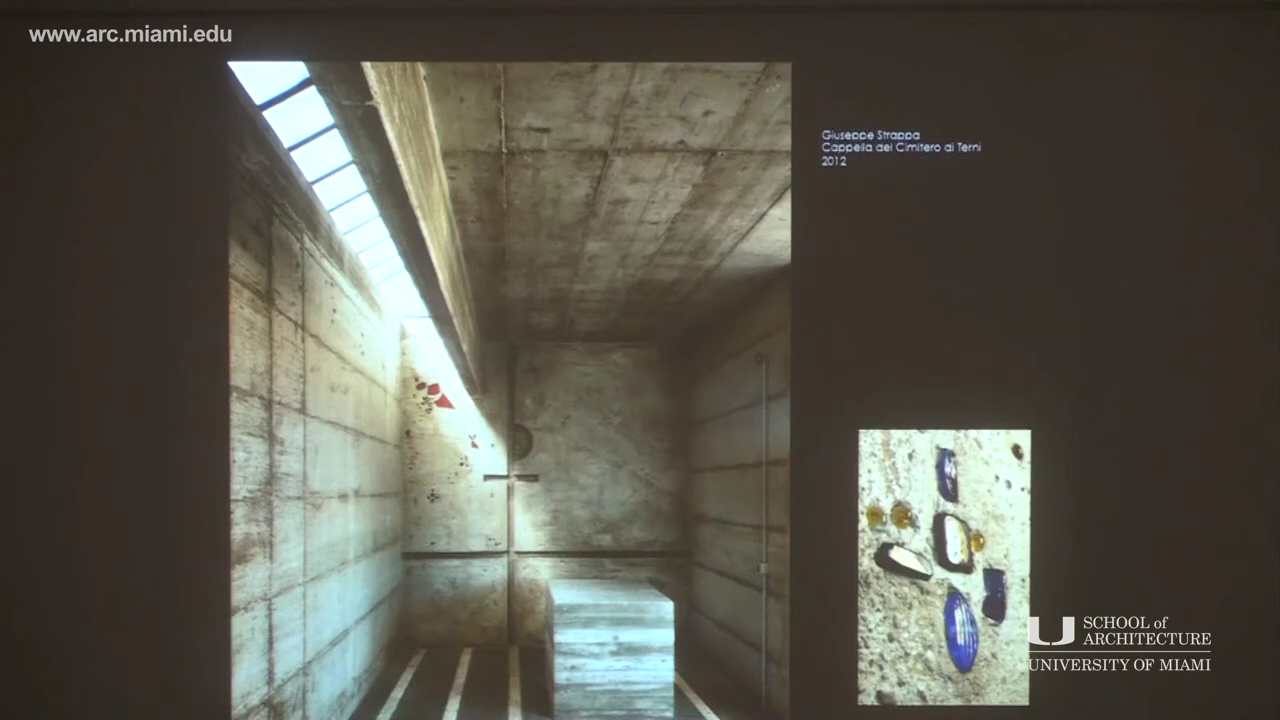 www.arc.miami.edu
Giuseppe Strappa
Cappella del Cimitero di Terni
2012
SCHOOL of
ARCHITECTURE
UNIVERSITY OF MIAMI